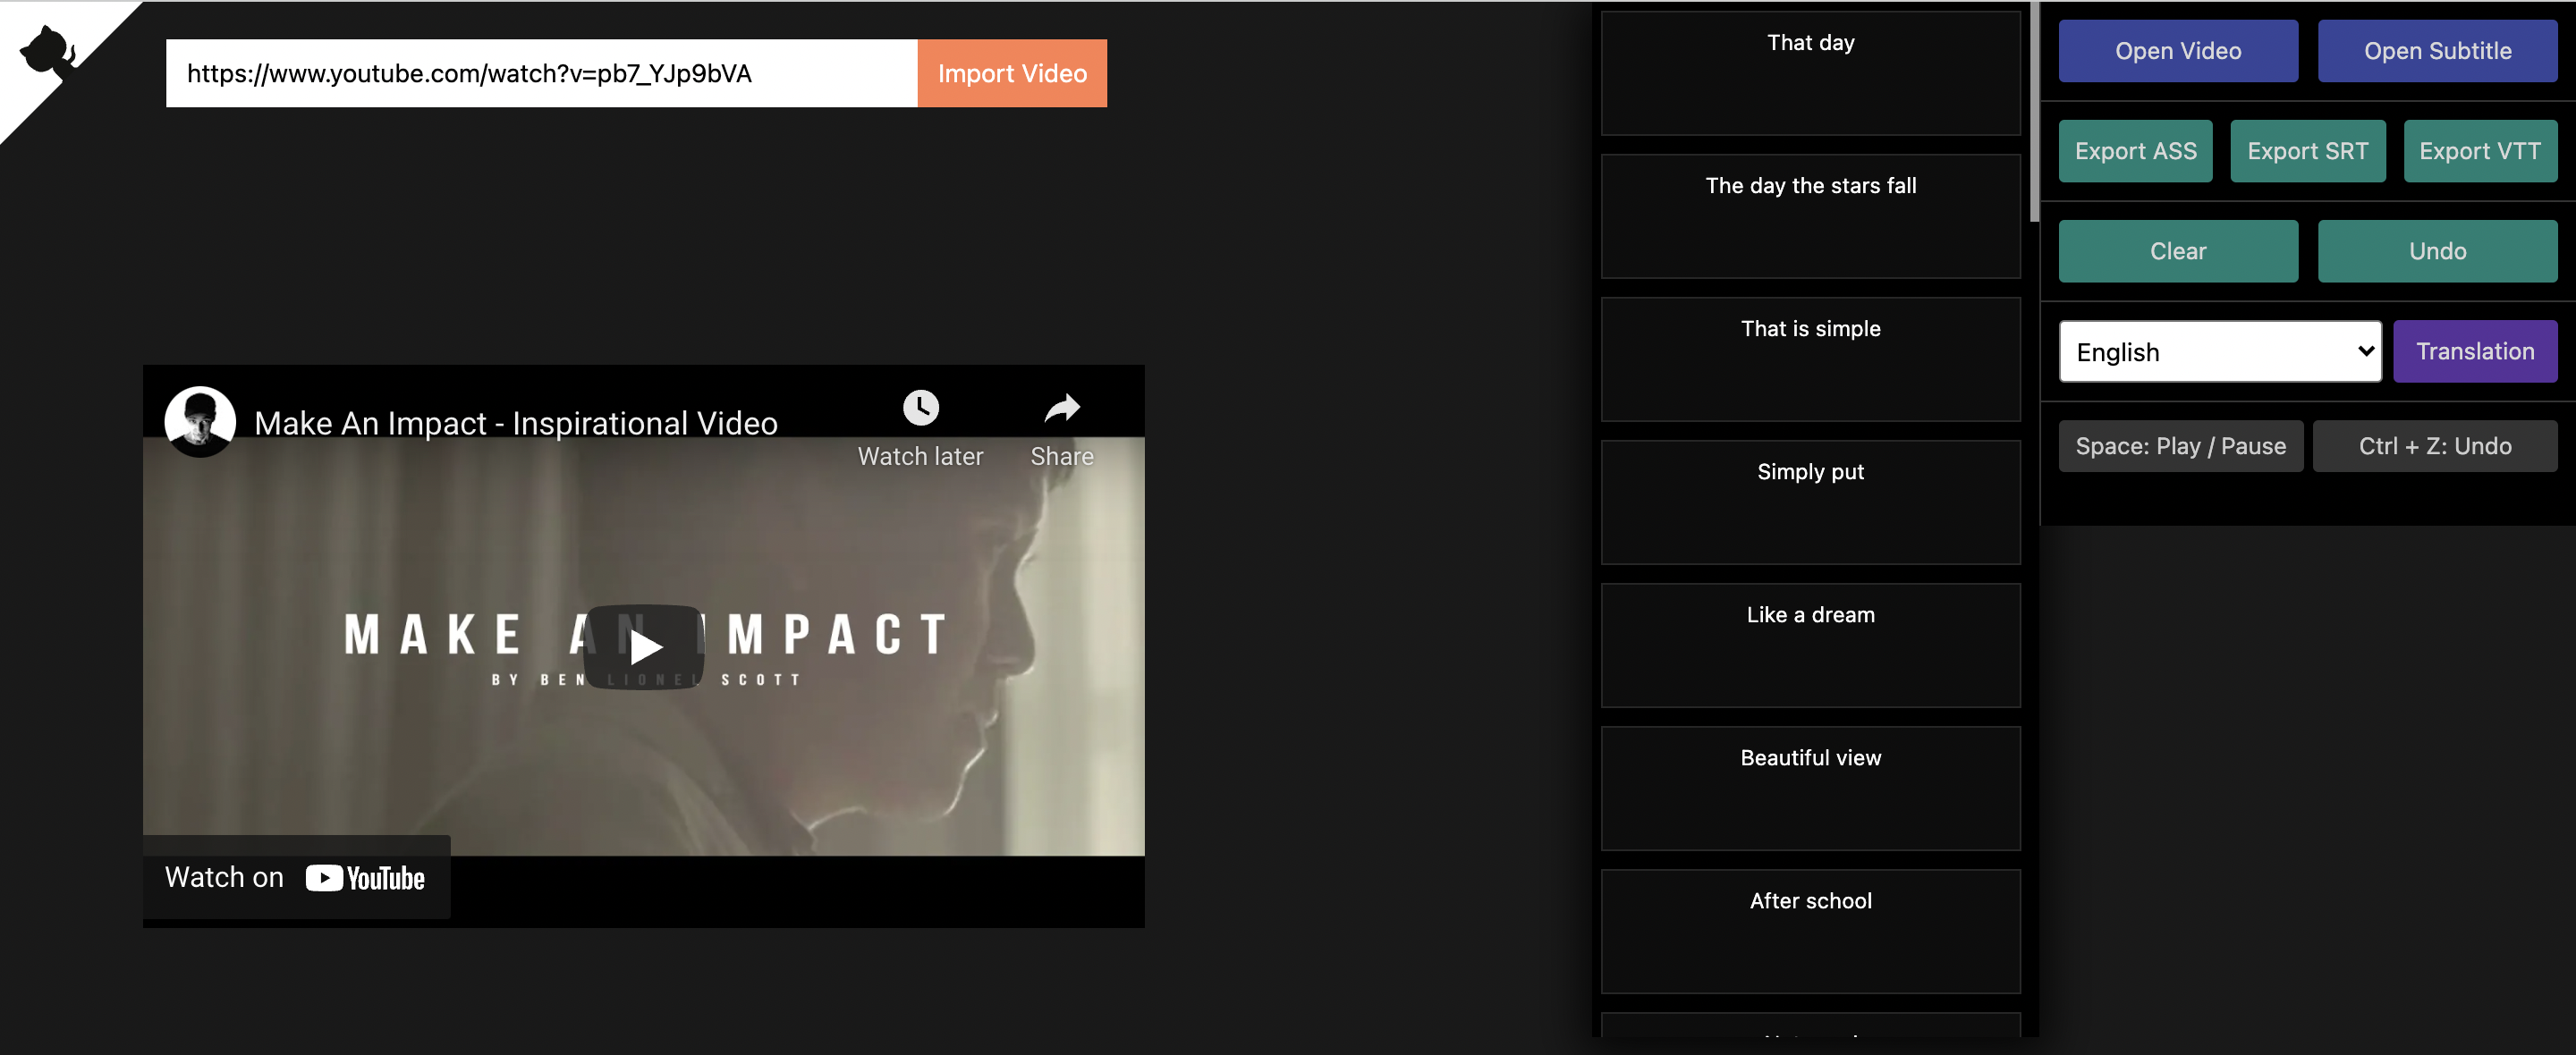 https://www.youtube.com/watch?v=pb7_YJp9bVA
Import Video
Make An Impact - Inspirational Video
Watch later
Share
MAKE AN IMPACT
BY BEN LIONEL SCOTT
Watch on YouTube
That day
The day the stars fall
That is simple
Simply put
Like a dream
Beautiful view
After school
Open Video
Open Subtitle
Export ASS
Export SRT
Export VTT
Clear
Undo
English
Translation
Space: Play / Pause
Ctrl + Z: Undo